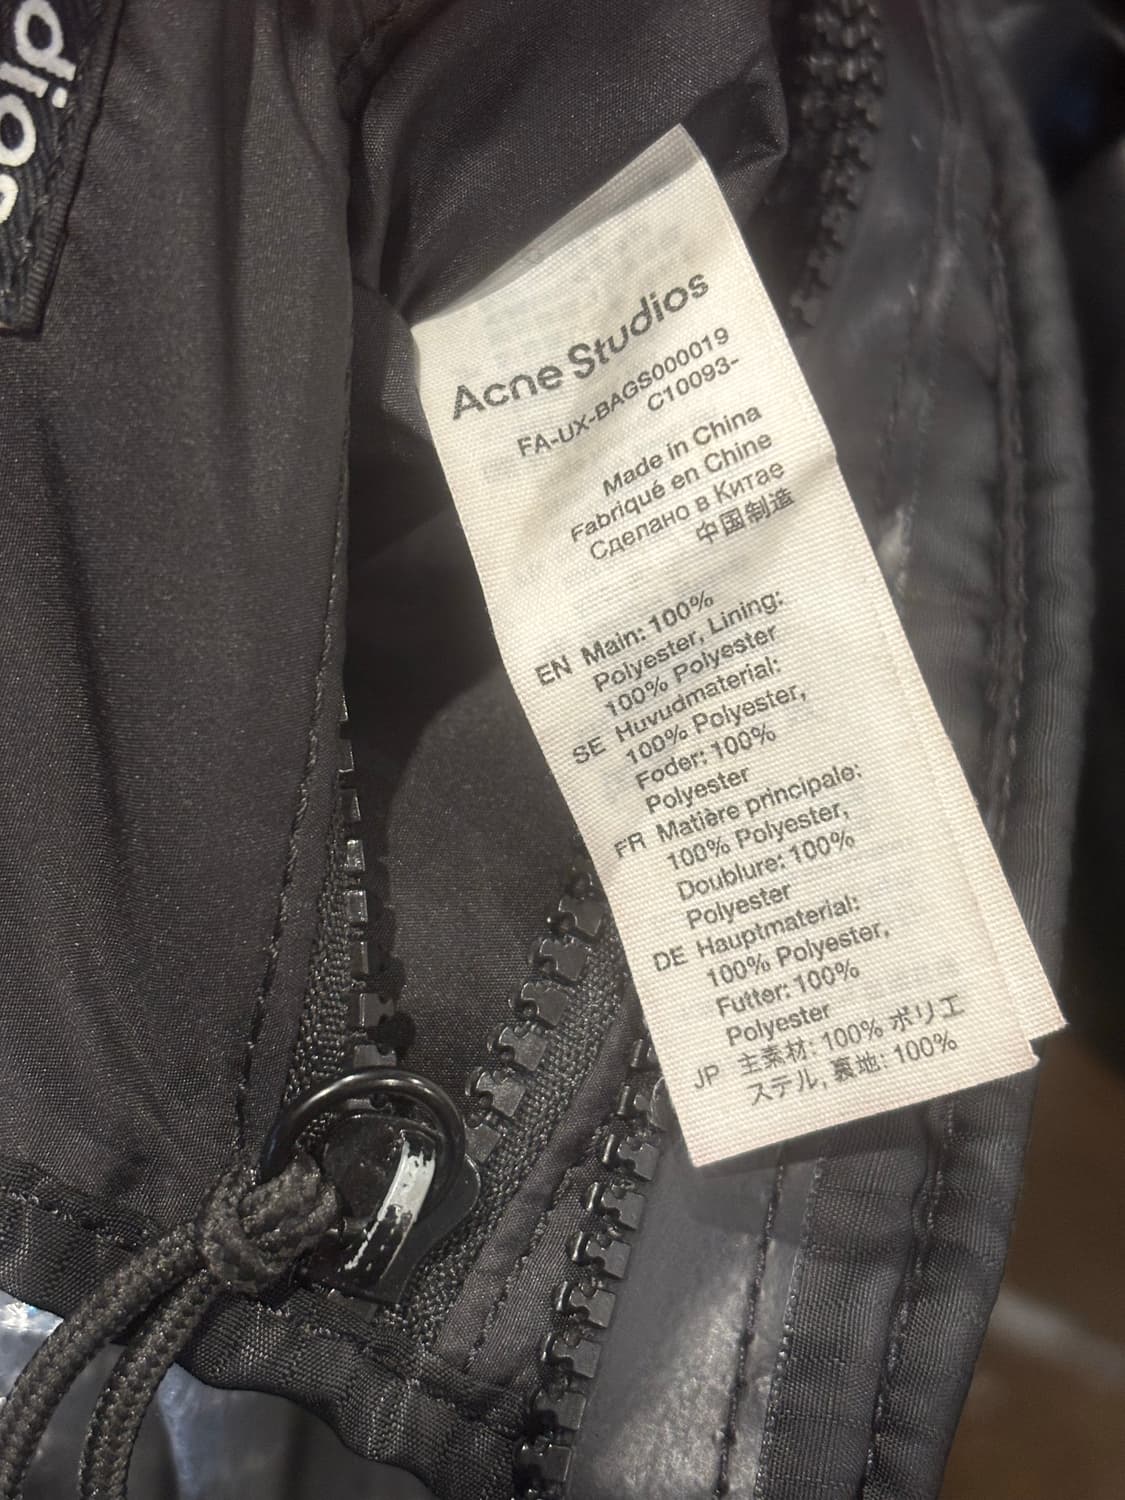 dios
Acne Studios
FA-UX-BAGS000019
C10093-
Made in China
Fabriqué en Chine
Сделано в Китае
中国制造
EN Main: 100%
Polyester, Lining:
100% Polyester
SE Huvudmaterial:
100% Polyester,
Foder: 100%
Polyester
FR Matière principale:
100% Polyester,
Doublure: 100%
Polyester
DE Hauptmaterial:
100% Polyester,
Futter: 100%
Polyester
JP 主素材: 100% ポリエ
ステル, 裏地: 100%